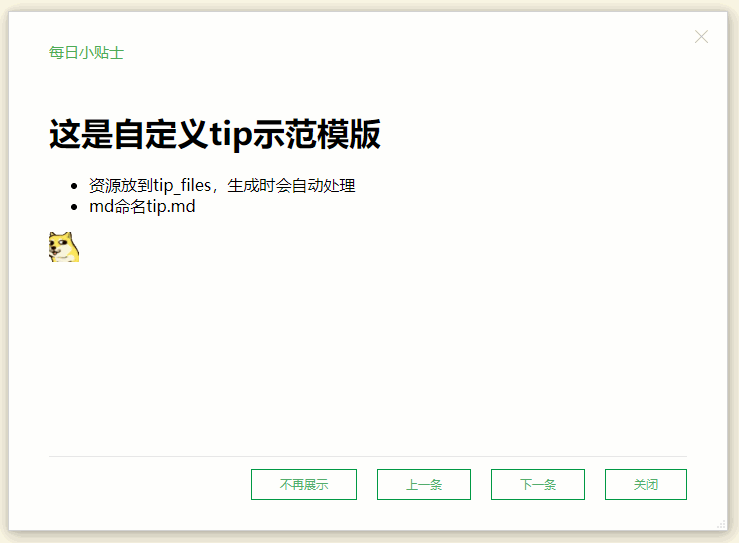 每日小贴士
这是自定义tip示范模版
资源放到tip_files，生成时会自动处理
md命名tip.md
不再展示 上一条 下一条 关闭